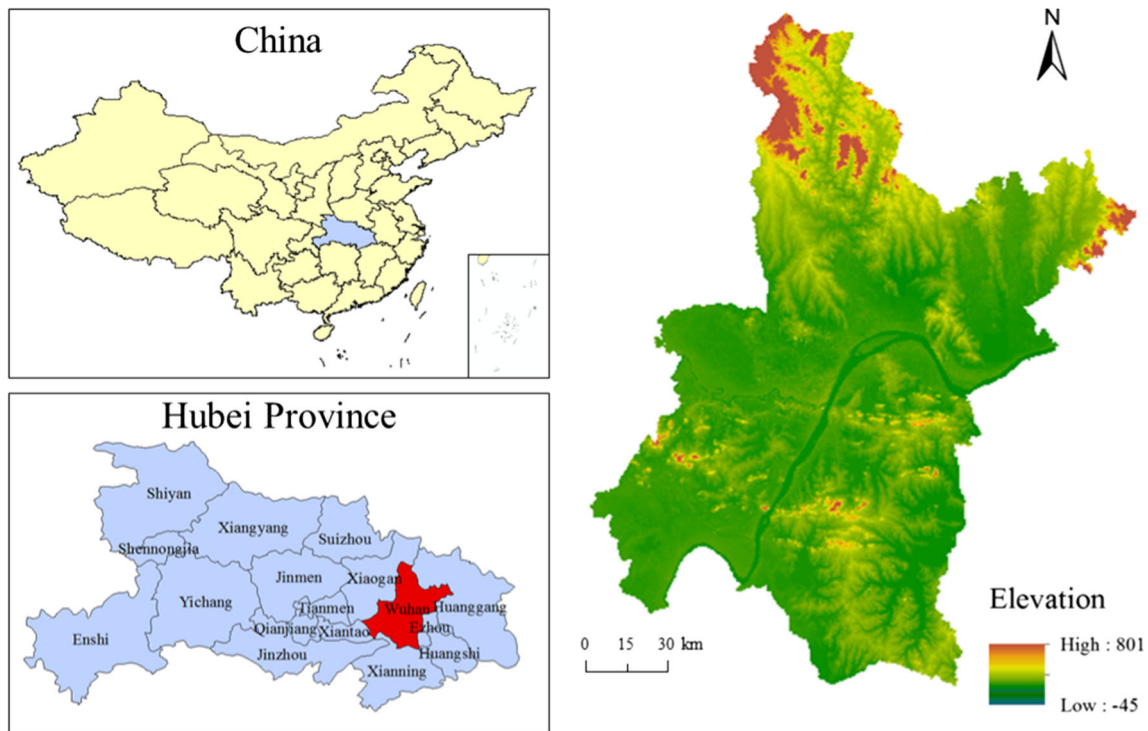 China
Hubei Province
Shiyan
Xiangyang
Suizhou
Shennongjia
Jinmen
Xiaogan
Yichang
Tianmen
Wuhan
Huanggang
Enshi
Qianjiang
Xiantao
Ezhou
Jinzhou
Huangshi
Xianning
N
Elevation
High : 801
Low : -45
0 15 30 km